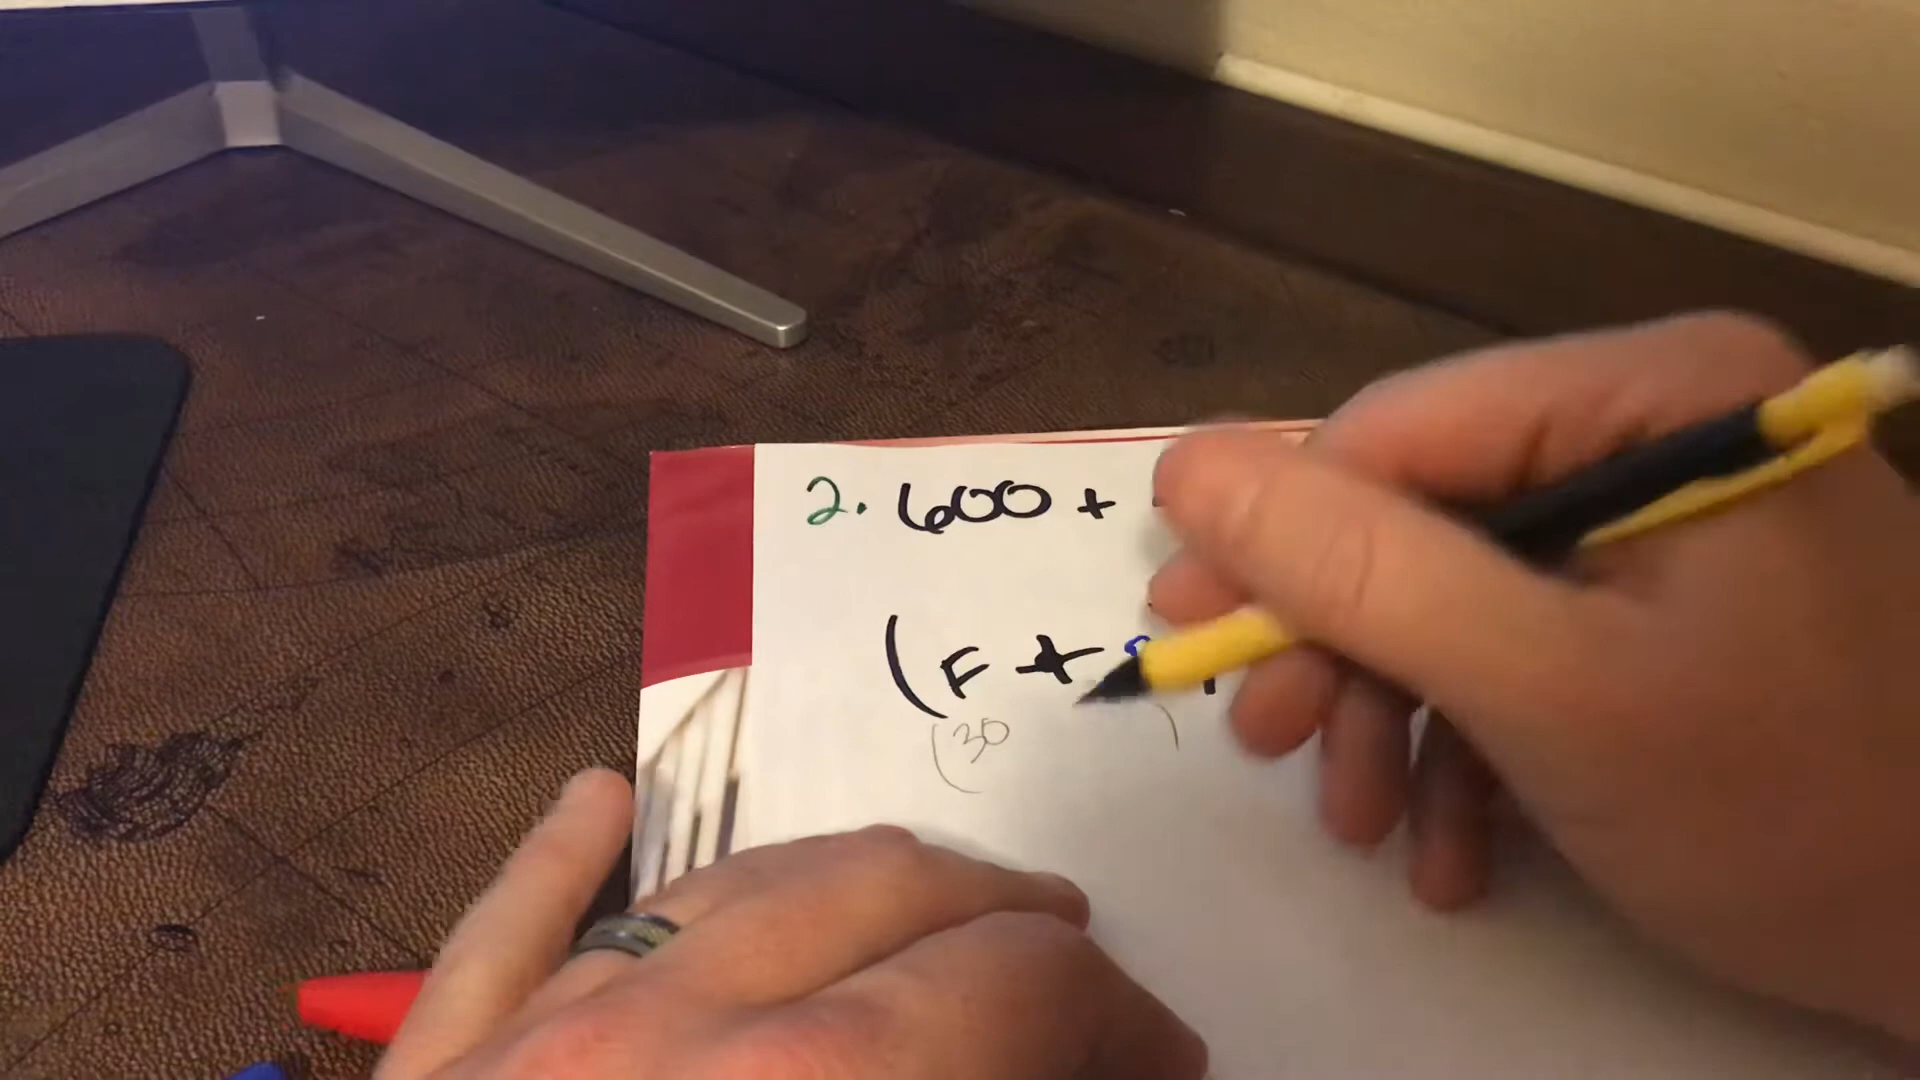 2. 600 +
(F +
(30 )